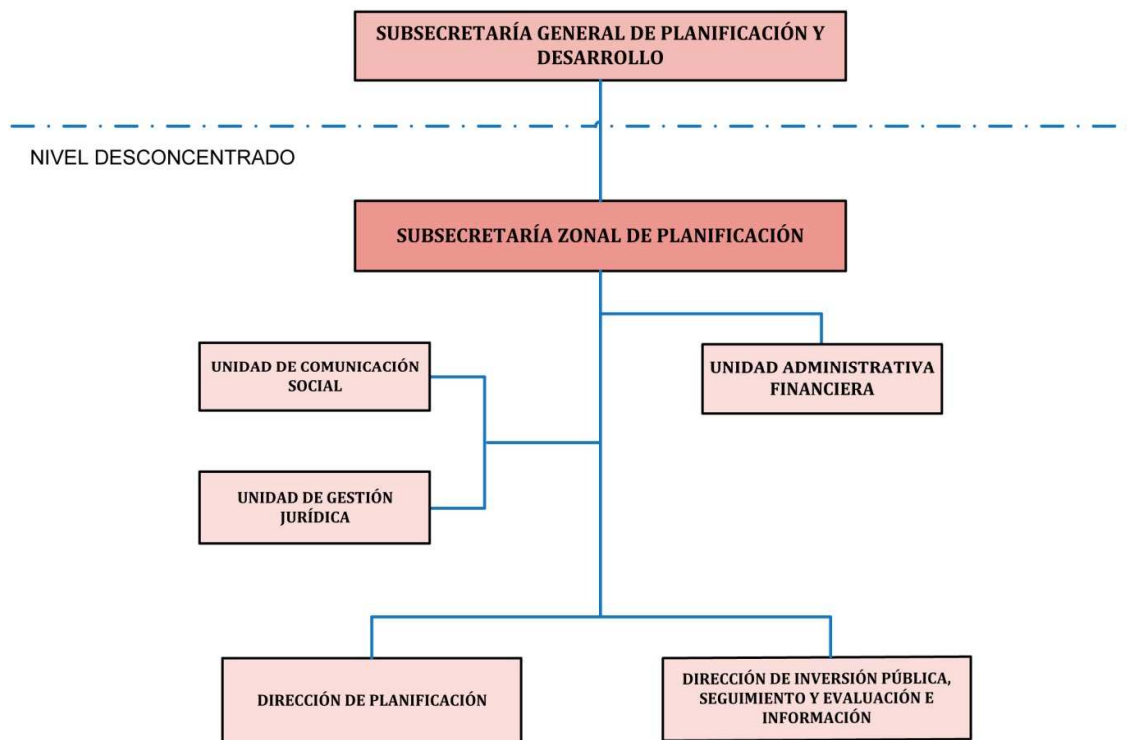 SUBSECRETARÍA GENERAL DE PLANIFICACIÓN Y
DESARROLLO
NIVEL DESCONCENTRADO
SUBSECRETARÍA ZONAL DE PLANIFICACIÓN
UNIDAD DE COMUNICACIÓN
SOCIAL
UNIDAD ADMINISTRATIVA
FINANCIERA
UNIDAD DE GESTIÓN
JURÍDICA
DIRECCIÓN DE PLANIFICACIÓN
DIRECCIÓN DE INVERSIÓN PÚBLICA,
SEGUIMIENTO Y EVALUACIÓN E
INFORMACIÓN